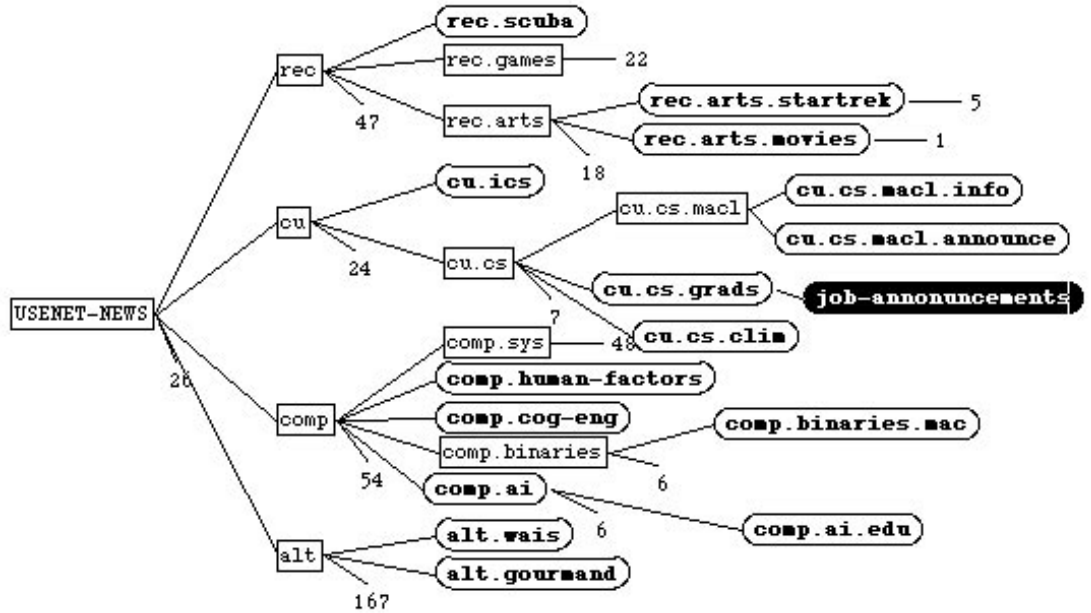 rec.scuba
rec
rec.games
22
rec.arts.startrek
5
47
rec.arts
rec.arts.movies
1
18
cu.ics
cu.cs.macl.info
cu.cs.macl
cu
cu.cs.macl.announce
24
cu.cs
cu.cs.grads
job-annonuncements
USENET-NEWS
7
cu.cs.clim
comp.sys
48
26
comp.human-factors
comp
comp.cog-eng
comp.binaries.mac
comp.binaries
54
6
comp.ai
6
comp.ai.edu
alt.wais
alt
alt.gourmand
167